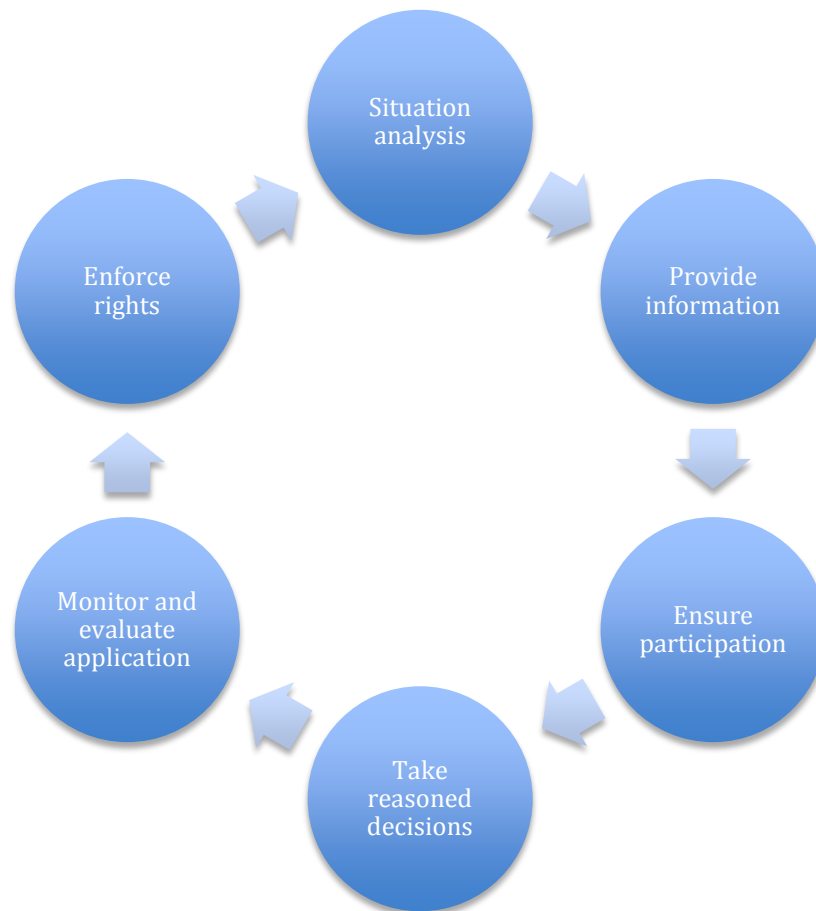 Situation
analysis
Provide
information
Ensure
participation
Take
reasoned
decisions
Monitor and
evaluate
application
Enforce
rights